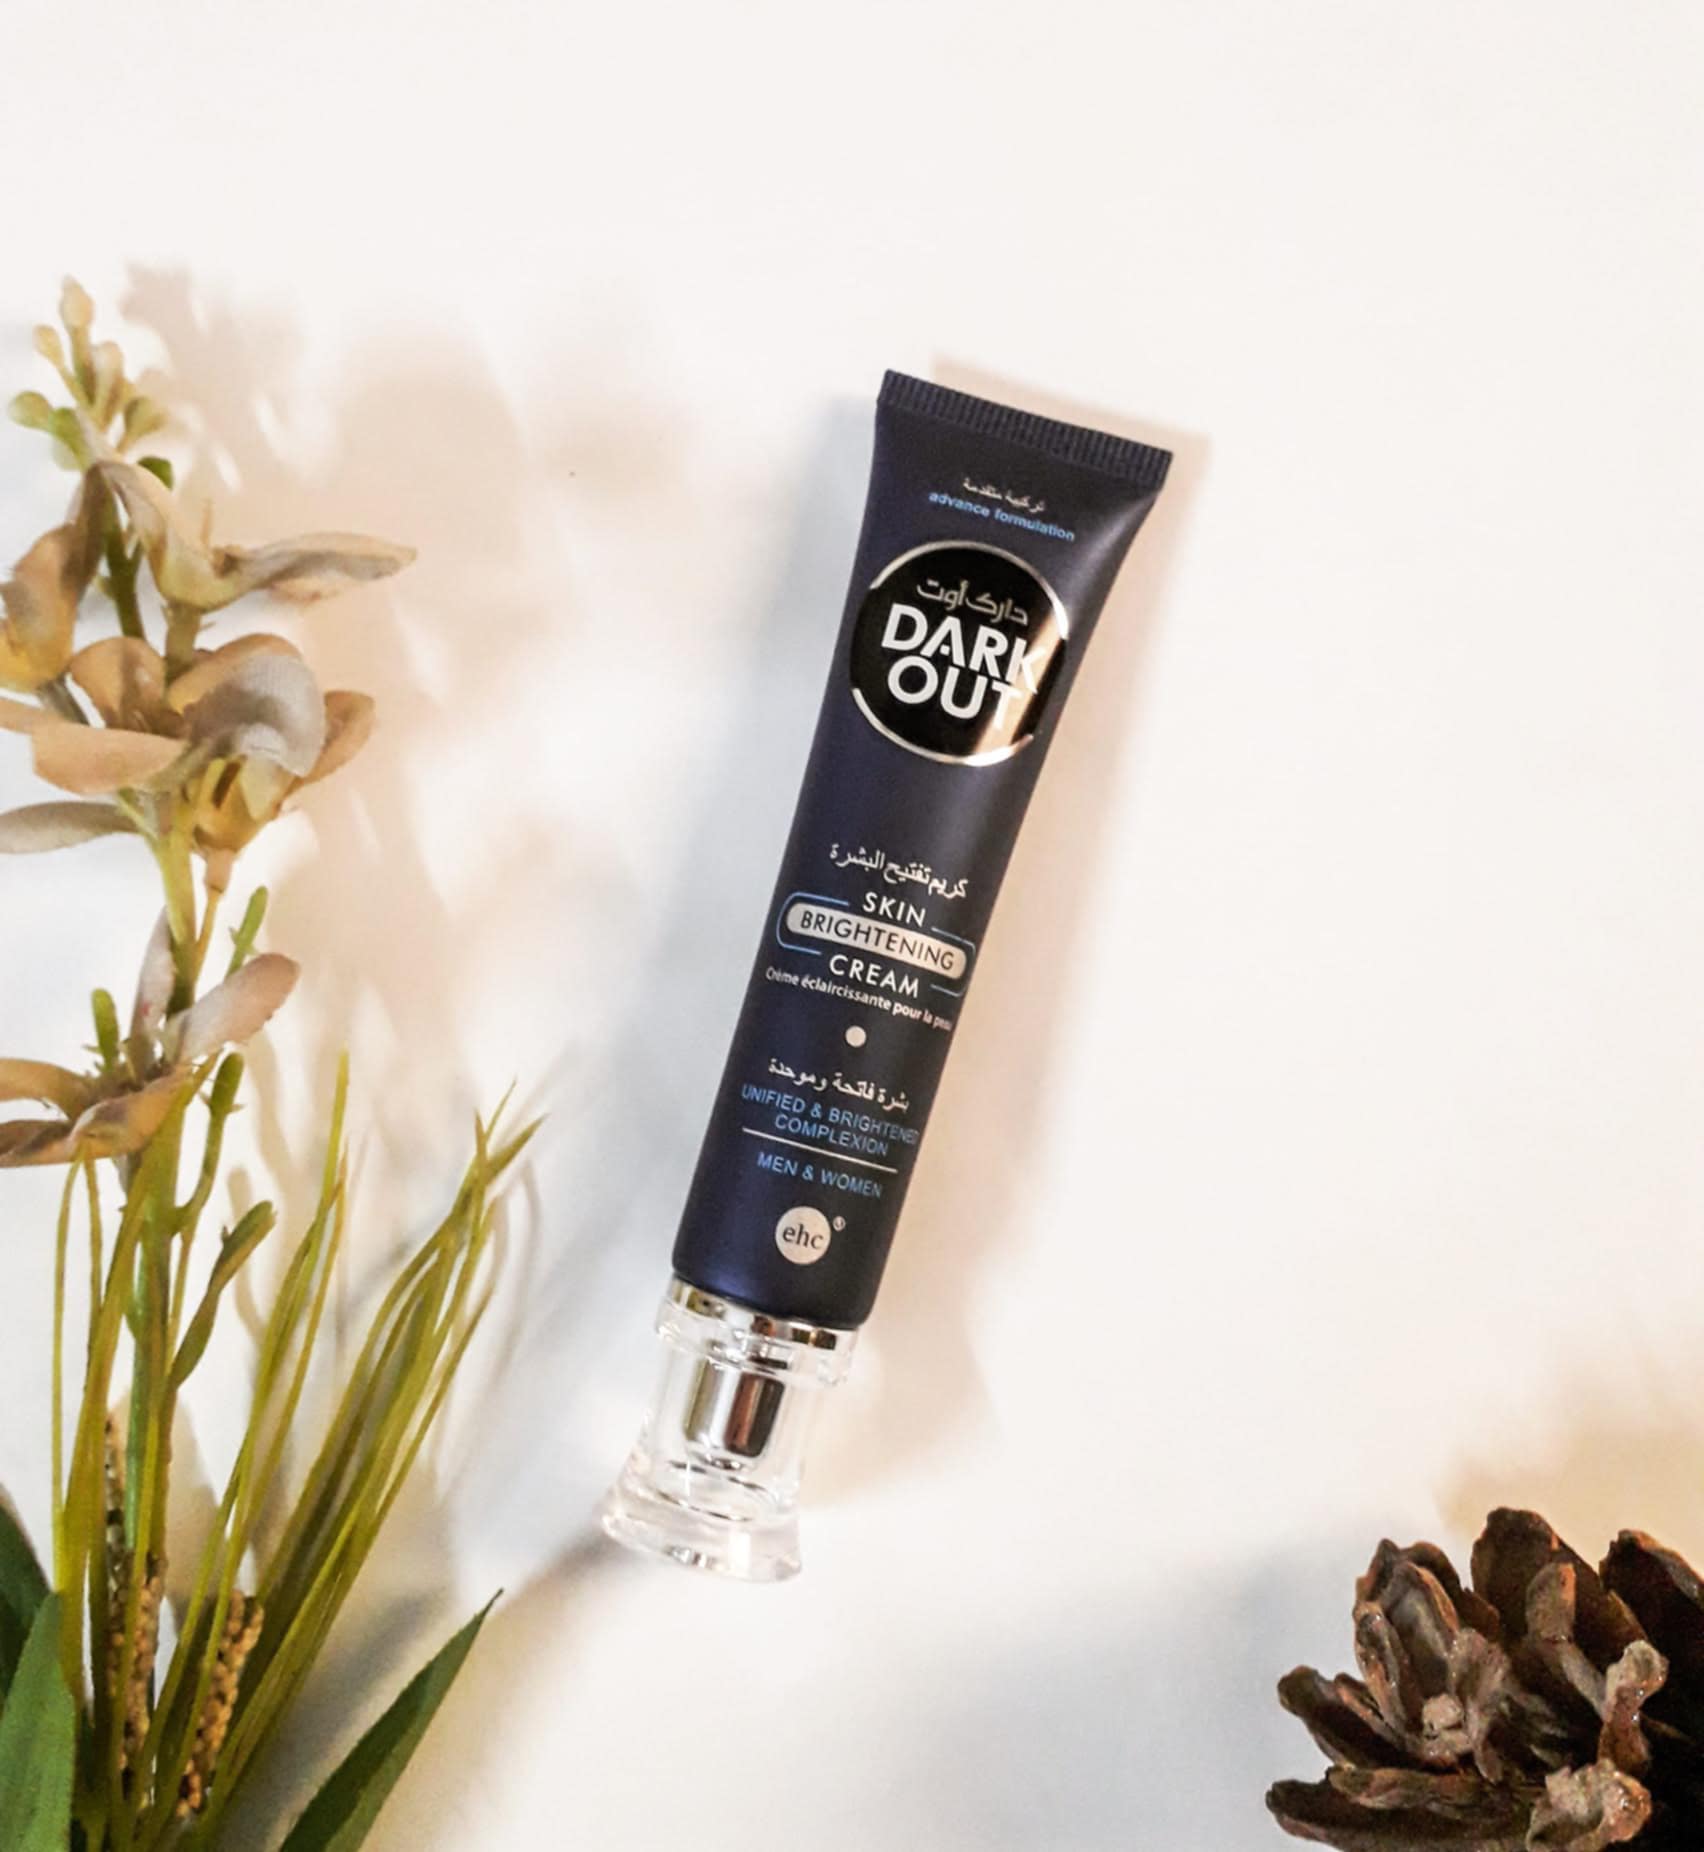 تركيبة متقدمة
advance formulation
دارك أوت
DARK
OUT
كريم تفتيح البشرة
SKIN
BRIGHTENING
CREAM
Crème éclaircissante pour la peau
بشرة فاتحة وموحدة
UNIFIED & BRIGHTENED
COMPLEXION
MEN & WOMEN
ehc®